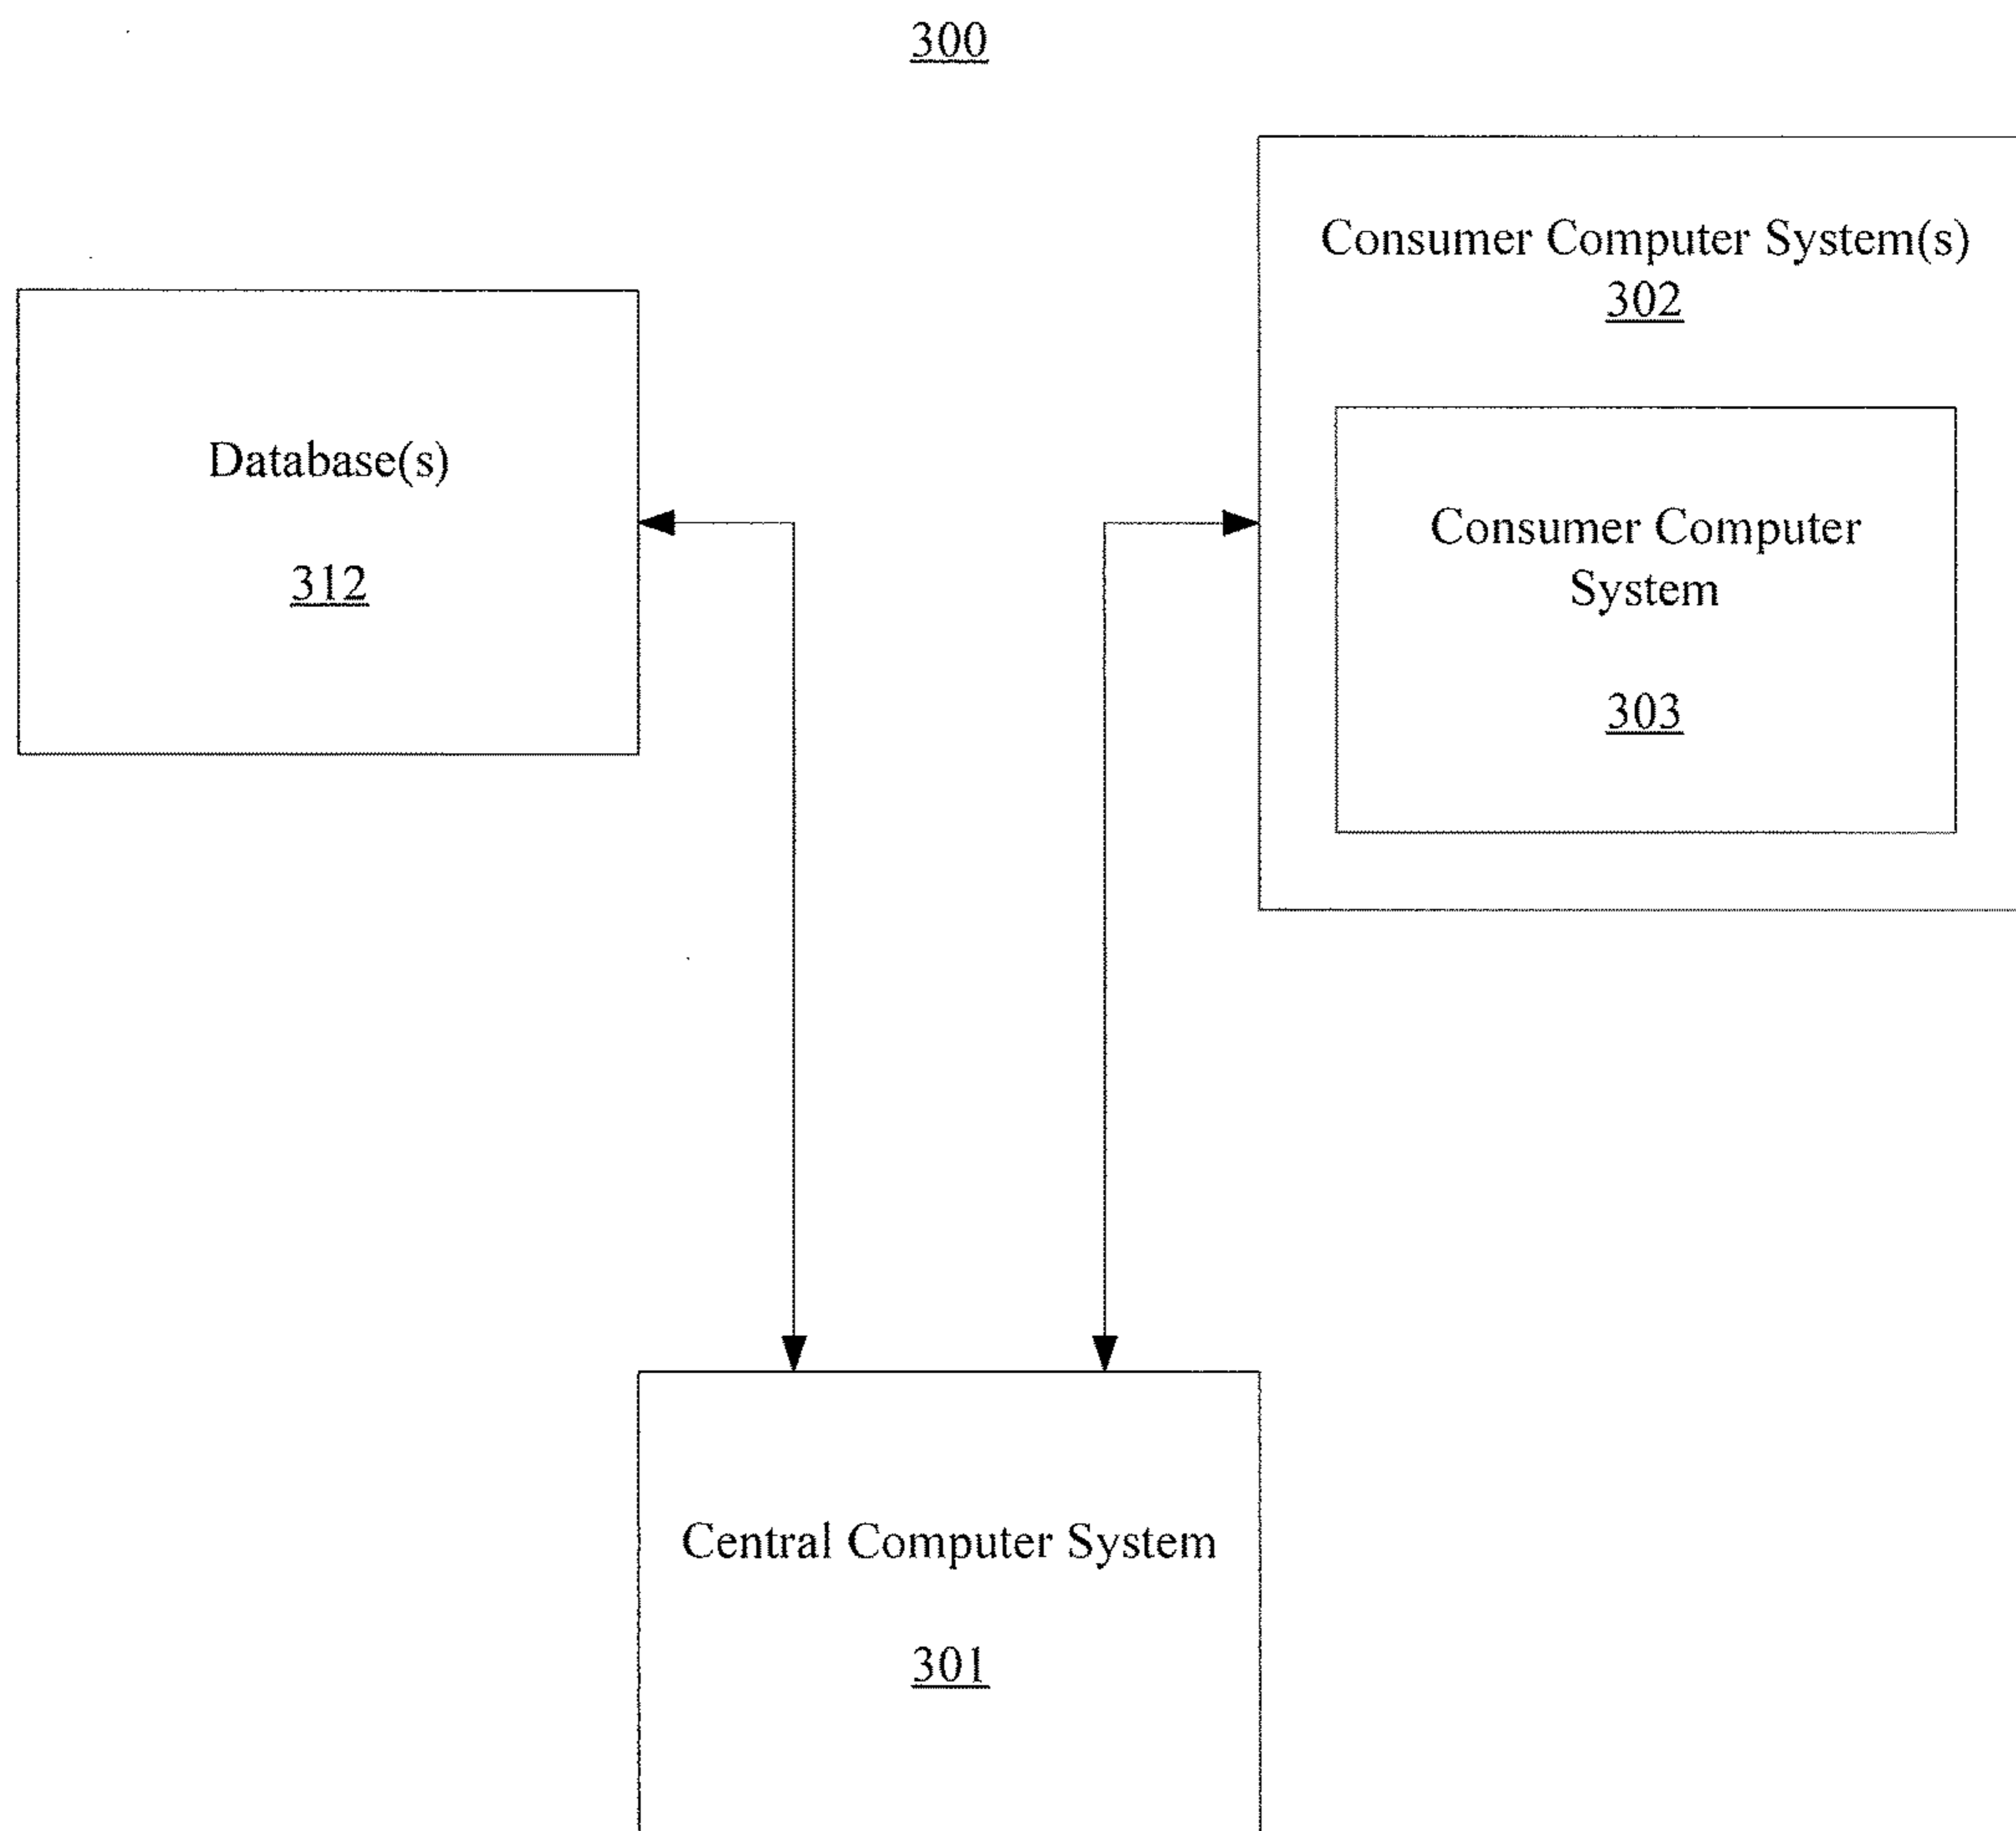 300
Consumer Computer System(s)
302
Database(s)
312
Consumer Computer
System
303
Central Computer System
301